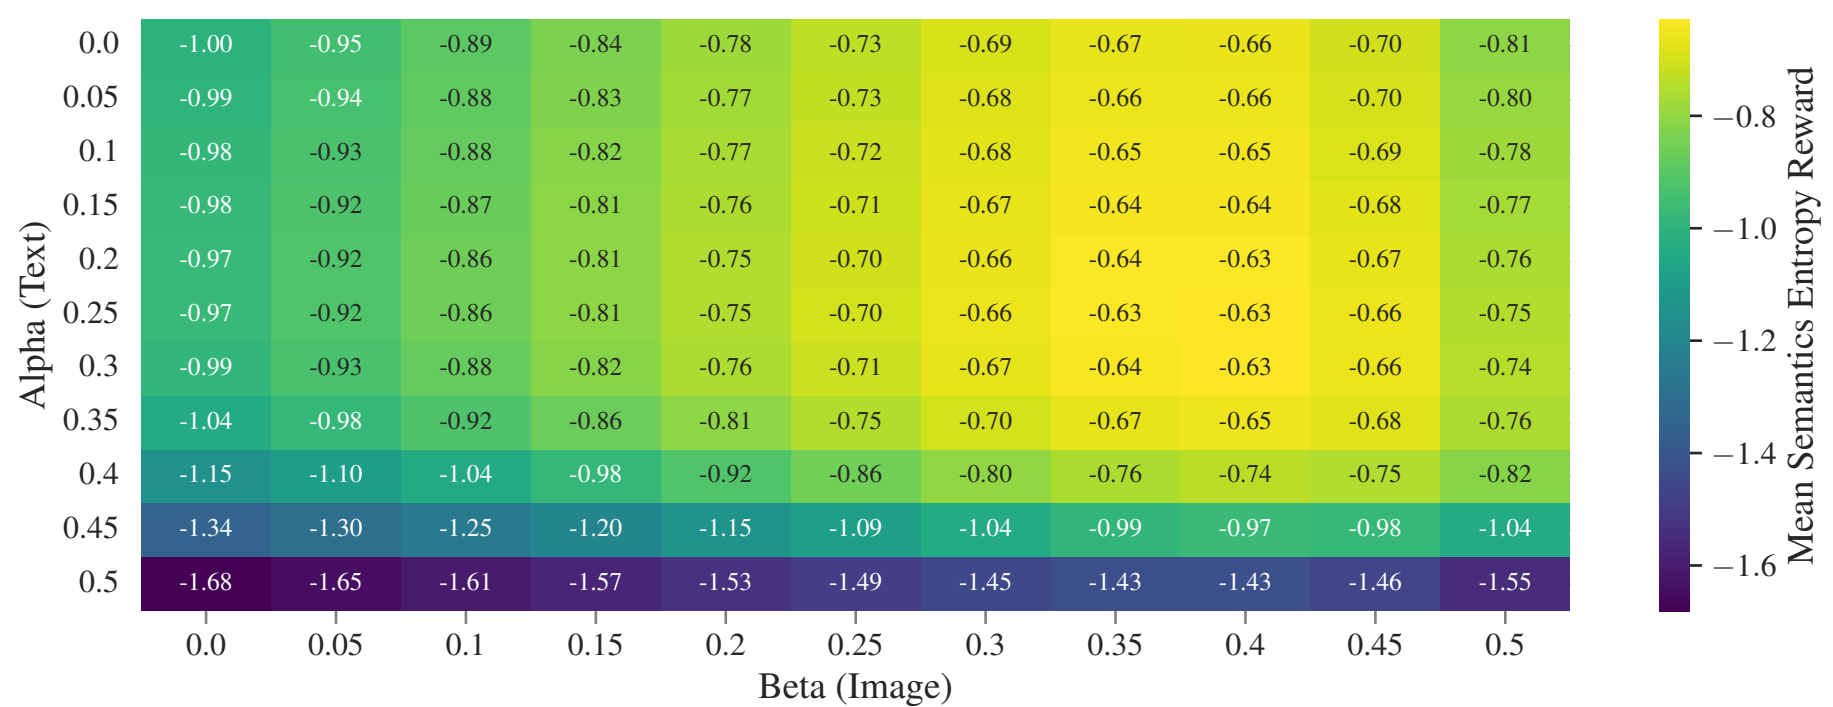 0.0 -1.00 -0.95 -0.89 -0.84 -0.78 -0.73 -0.69 -0.67 -0.66 -0.70 -0.81
0.05 -0.99 -0.94 -0.88 -0.83 -0.77 -0.73 -0.68 -0.66 -0.66 -0.70 -0.80
0.1 -0.98 -0.93 -0.88 -0.82 -0.77 -0.72 -0.68 -0.65 -0.65 -0.69 -0.78
0.15 -0.98 -0.92 -0.87 -0.81 -0.76 -0.71 -0.67 -0.64 -0.64 -0.68 -0.77
0.2 -0.97 -0.92 -0.86 -0.81 -0.75 -0.70 -0.66 -0.64 -0.63 -0.67 -0.76
0.25 -0.97 -0.92 -0.86 -0.81 -0.75 -0.70 -0.66 -0.63 -0.63 -0.66 -0.75
0.3 -0.99 -0.93 -0.88 -0.82 -0.76 -0.71 -0.67 -0.64 -0.63 -0.66 -0.74
0.35 -1.04 -0.98 -0.92 -0.86 -0.81 -0.75 -0.70 -0.67 -0.65 -0.68 -0.76
0.4 -1.15 -1.10 -1.04 -0.98 -0.92 -0.86 -0.80 -0.76 -0.74 -0.75 -0.82
0.45 -1.34 -1.30 -1.25 -1.20 -1.15 -1.09 -1.04 -0.99 -0.97 -0.98 -1.04
0.5 -1.68 -1.65 -1.61 -1.57 -1.53 -1.49 -1.45 -1.43 -1.43 -1.46 -1.55
0.0 0.05 0.1 0.15 0.2 0.25 0.3 0.35 0.4 0.45 0.5
Beta (Image)
Alpha (Text)
−0.8
−1.0
−1.2
−1.4
−1.6
Mean Semantics Entropy Reward